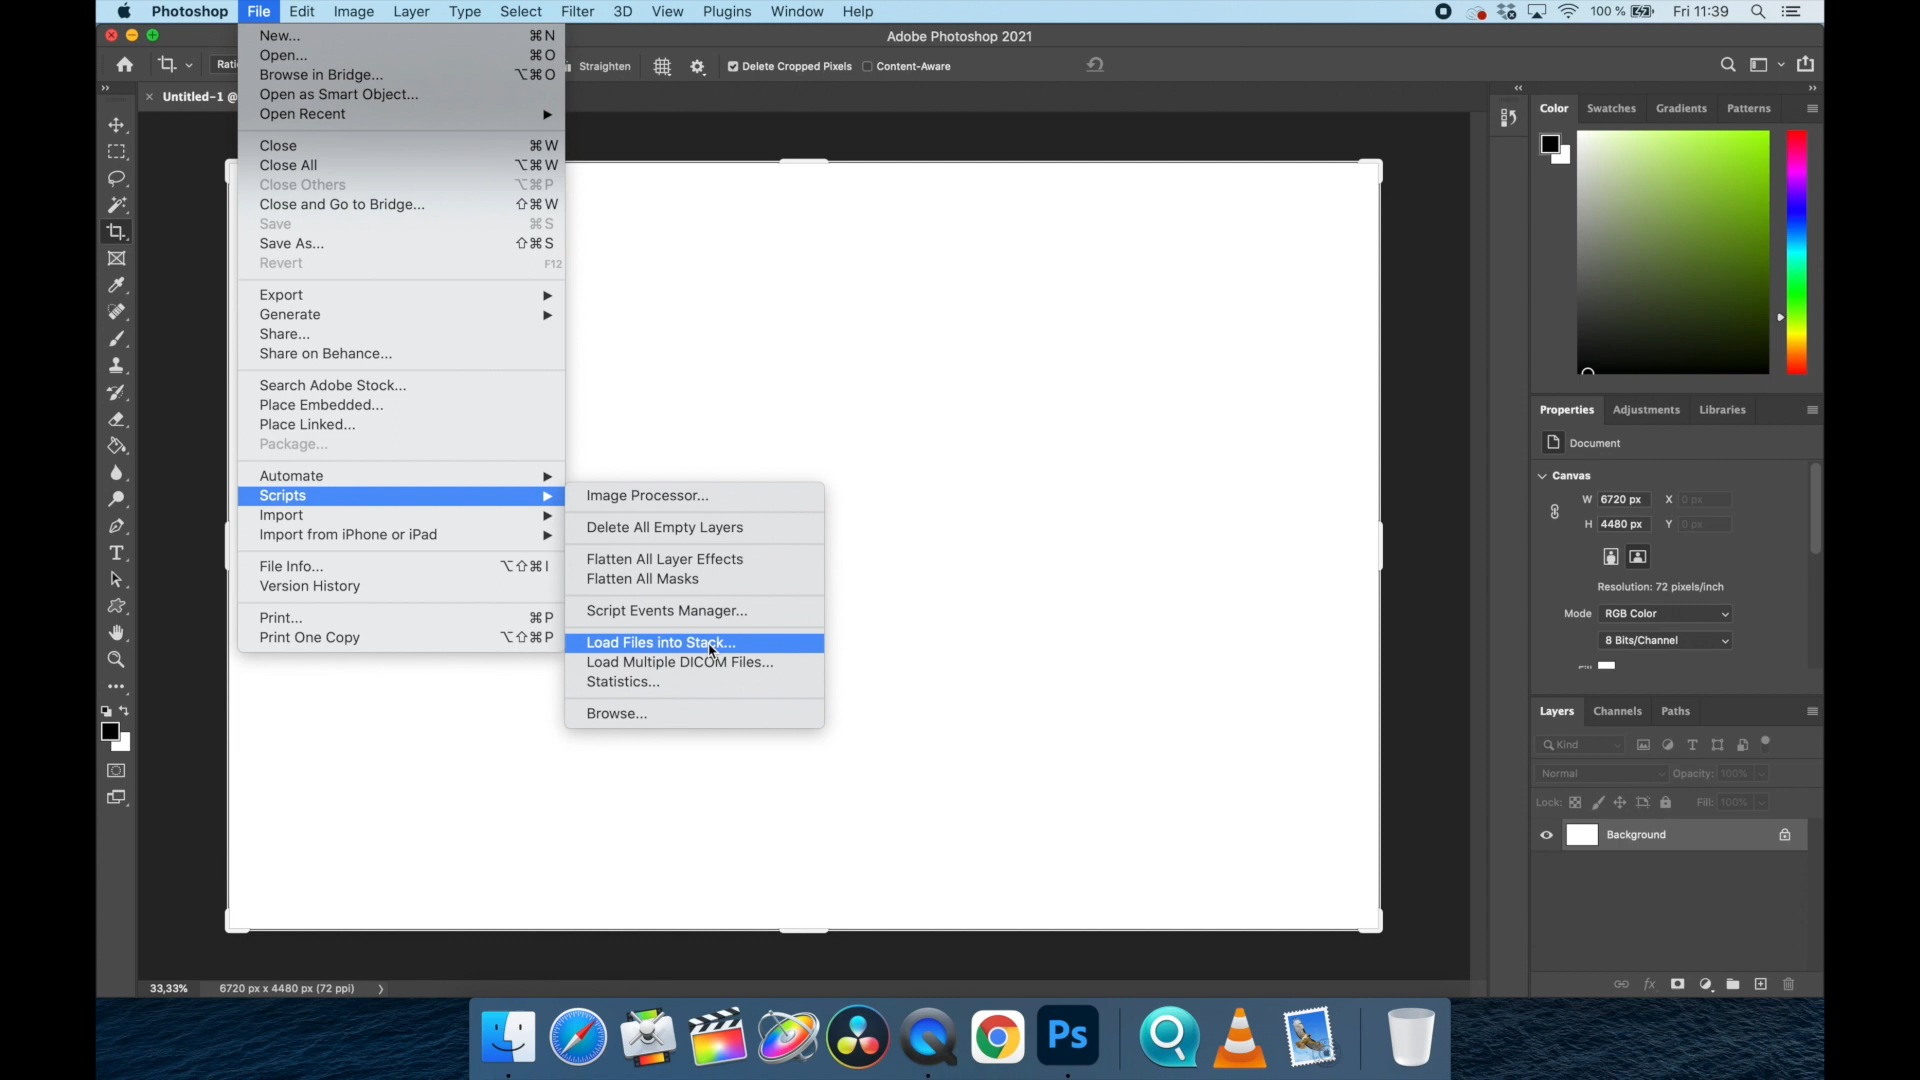 Photoshop File Edit Image Layer Type Select Filter 3D View Plugins Window Help 100 % Fri 11:39
Adobe Photoshop 2021
Rati Straighten Delete Cropped Pixels Content-Aware
Untitled-1 @
New... ⌘N
Open... ⌘O
Browse in Bridge... ⌥⌘O
Open as Smart Object...
Open Recent
Close ⌘W
Close All ⌥⌘W
Close Others ⌥⌘P
Close and Go to Bridge... ⇧⌘W
Save ⌘S
Save As... ⇧⌘S
Revert F12
Export
Generate
Share...
Share on Behance...
Search Adobe Stock...
Place Embedded...
Place Linked...
Package...
Automate
Scripts
Import
Import from iPhone or iPad
File Info... ⌥⇧⌘I
Version History
Print... ⌘P
Print One Copy ⌥⇧⌘P
Image Processor...
Delete All Empty Layers
Flatten All Layer Effects
Flatten All Masks
Script Events Manager...
Load Files into Stack...
Load Multiple DICOM Files...
Statistics...
Browse...
Color Swatches Gradients Patterns
Properties Adjustments Libraries
Document
Canvas
W 6720 px X 0 px
H 4480 px Y 0 px
Resolution: 72 pixels/inch
Mode RGB Color
8 Bits/Channel
Layers Channels Paths
Kind
Normal Opacity: 100%
Lock: Fill: 100%
Background
33,33% 6720 px x 4480 px (72 ppi)
Ps